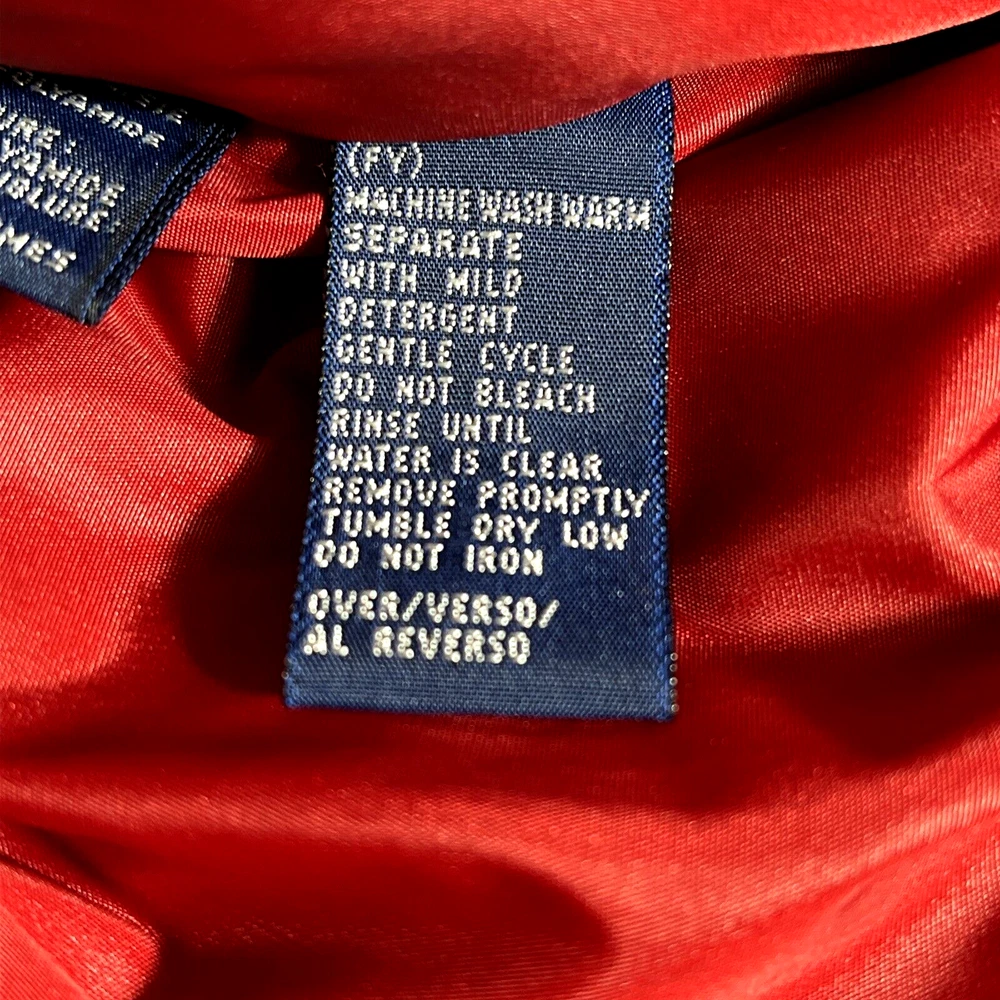 YAMIDE
(FY)
MACHINE WASH WARM
SEPARATE
WITH MILD
DETERGENT
GENTLE CYCLE
DO NOT BLEACH
RINSE UNTIL
WATER IS CLEAR
REMOVE PROMPTLY
TUMBLE DRY LOW
DO NOT IRON
OVER/VERSO/
AL REVERSO